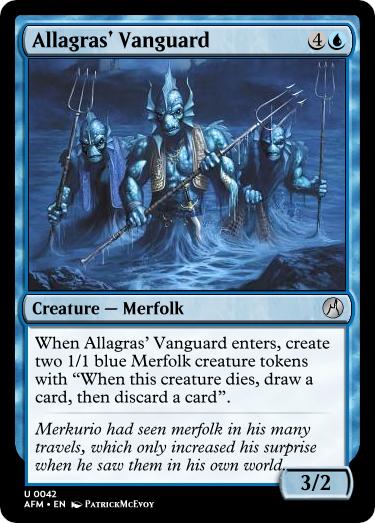 Allagras’ Vanguard 4
Creature — Merfolk
When Allagras’ Vanguard enters, create
two 1/1 blue Merfolk creature tokens
with “When this creature dies, draw a
card, then discard a card”.
Merkurio had seen merfolk in his many
travels, which only increased his surprise
when he saw them in his own world.
3/2
U 0042
AFM • EN PatrickMcEvoy